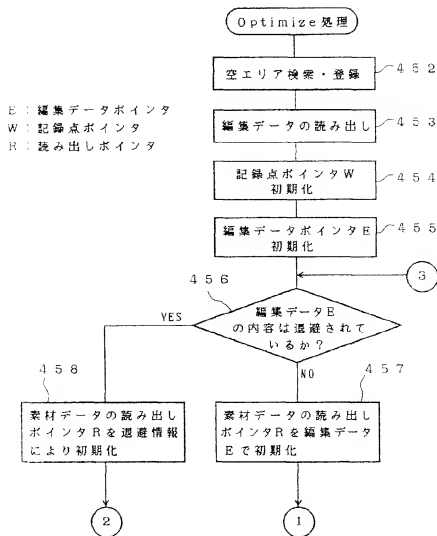 Optimize処理
空エリア検索・登録
452
E：編集データポインタ
W：記録点ポインタ
R：読み出しポインタ
編集データの読み出し
453
記録点ポインタW
初期化
454
編集データポインタE
初期化
455
3
456
編集データE
の内容は退避されて
いるか？
YES
NO
458
457
素材データの読み出し
ポインタRを退避情報
により初期化
素材データの読み出し
ポインタRを編集データ
Eで初期化
2
1